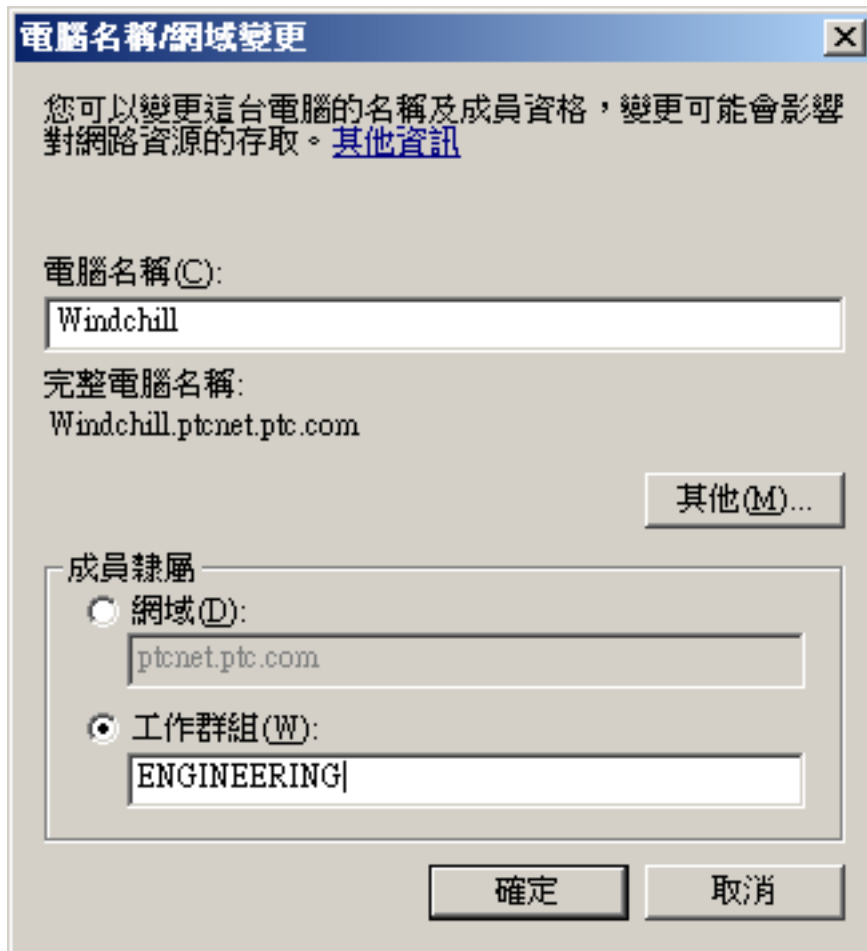 電腦名稱/網域變更
您可以變更這台電腦的名稱及成員資格，變更可能會影響
對網路資源的存取。其他資訊
電腦名稱(C):
Windchill
完整電腦名稱:
Windchill.ptcnet.ptc.com
其他(M)...
成員隸屬
網域(D):
ptcnet.ptc.com
工作群組(W):
ENGINEERING
確定
取消